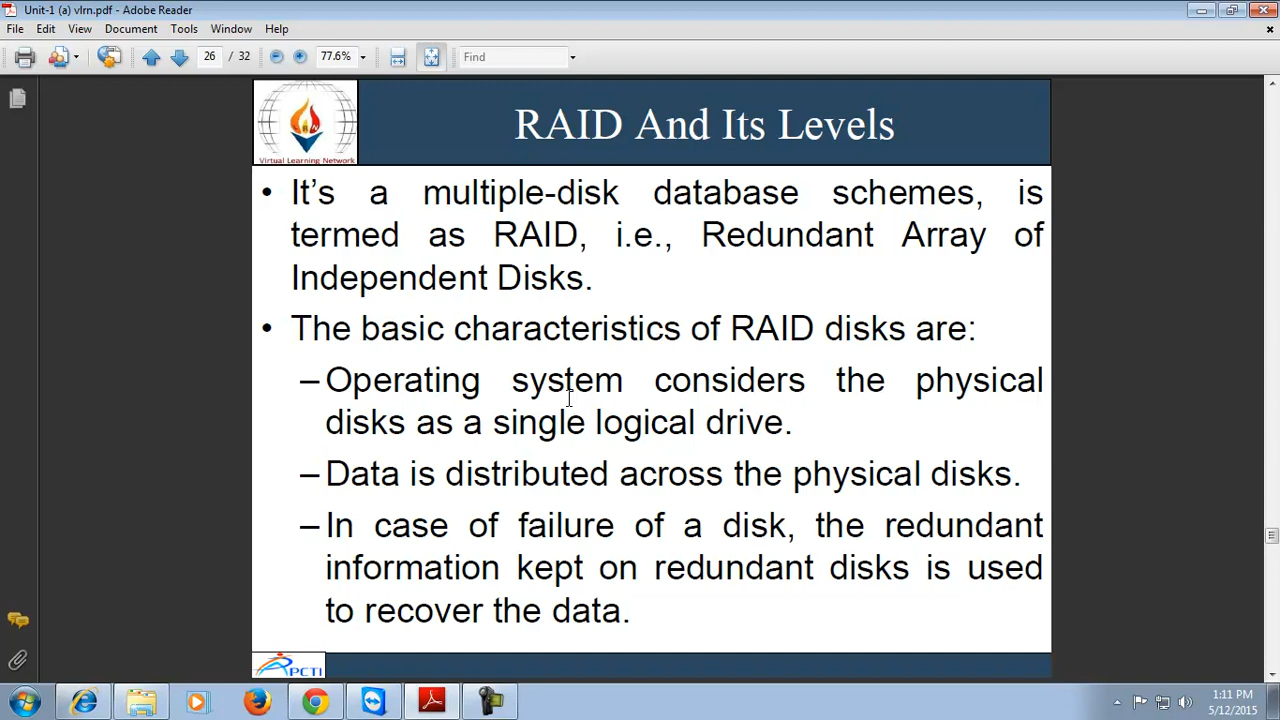 Unit-1 (a) vlrn.pdf - Adobe Reader
File Edit View Document Tools Window Help
26 / 32 77.6% Find
RAID And Its Levels
Virtual Learning Network
• It's a multiple-disk database schemes, is
termed as RAID, i.e., Redundant Array of
Independent Disks.
• The basic characteristics of RAID disks are:
–Operating system considers the physical
disks as a single logical drive.
–Data is distributed across the physical disks.
–In case of failure of a disk, the redundant
information kept on redundant disks is used
to recover the data.
PCTI
1:11 PM
5/12/2015